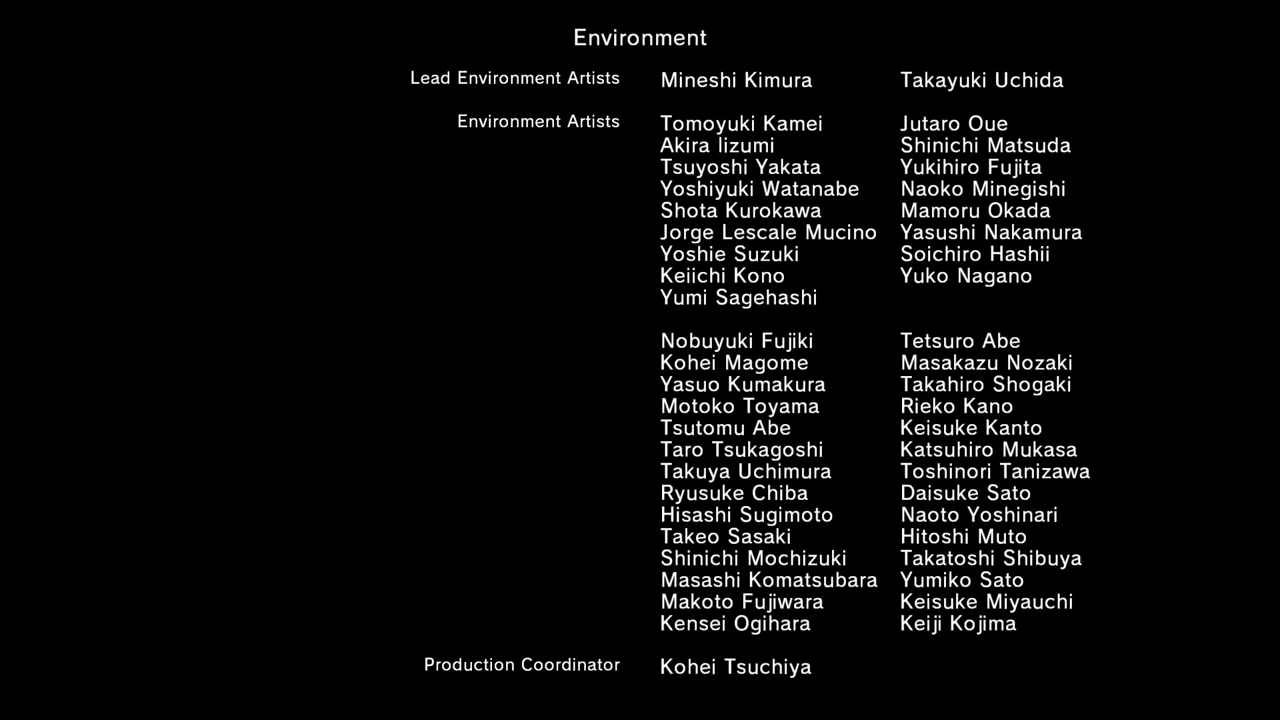 Environment
Lead Environment Artists Mineshi Kimura Takayuki Uchida
Environment Artists Tomoyuki Kamei Jutaro Oue
Akira Iizumi Shinichi Matsuda
Tsuyoshi Yakata Yukihiro Fujita
Yoshiyuki Watanabe Naoko Minegishi
Shota Kurokawa Mamoru Okada
Jorge Lescale Mucino Yasushi Nakamura
Yoshie Suzuki Soichiro Hashii
Keiichi Kono Yuko Nagano
Yumi Sagehashi
Nobuyuki Fujiki Tetsuro Abe
Kohei Magome Masakazu Nozaki
Yasuo Kumakura Takahiro Shogaki
Motoko Toyama Rieko Kano
Tsutomu Abe Keisuke Kanto
Taro Tsukagoshi Katsuhiro Mukasa
Takuya Uchimura Toshinori Tanizawa
Ryusuke Chiba Daisuke Sato
Hisashi Sugimoto Naoto Yoshinari
Takeo Sasaki Hitoshi Muto
Shinichi Mochizuki Takatoshi Shibuya
Masashi Komatsubara Yumiko Sato
Makoto Fujiwara Keisuke Miyauchi
Kensei Ogihara Keiji Kojima
Production Coordinator Kohei Tsuchiya